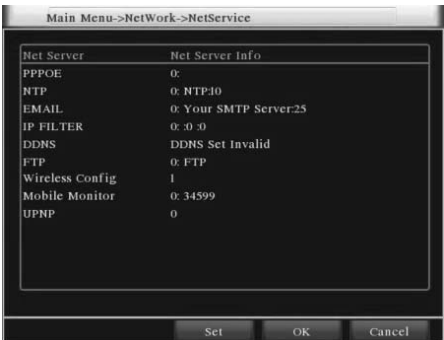 Main Menu->NetWork->NetService
Net Server Net Server Info
PPPOE 0:
NTP 0: NTP:10
EMAIL 0: Your SMTP Server:25
IP FILTER 0: :0 :0
DDNS DDNS Set Invalid
FTP 0: FTP
Wireless Config 1
Mobile Monitor 0: 34599
UPNP 0
Set OK Cancel